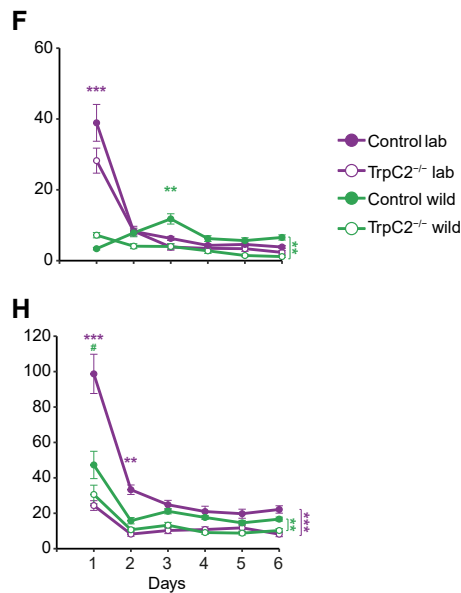 F
60
40
20
0
***
**
**
Control lab
TrpC2⁻/⁻ lab
Control wild
TrpC2⁻/⁻ wild
H
120
100
80
60
40
20
0
***
#
**
**
***
1 2 3 4 5 6
Days